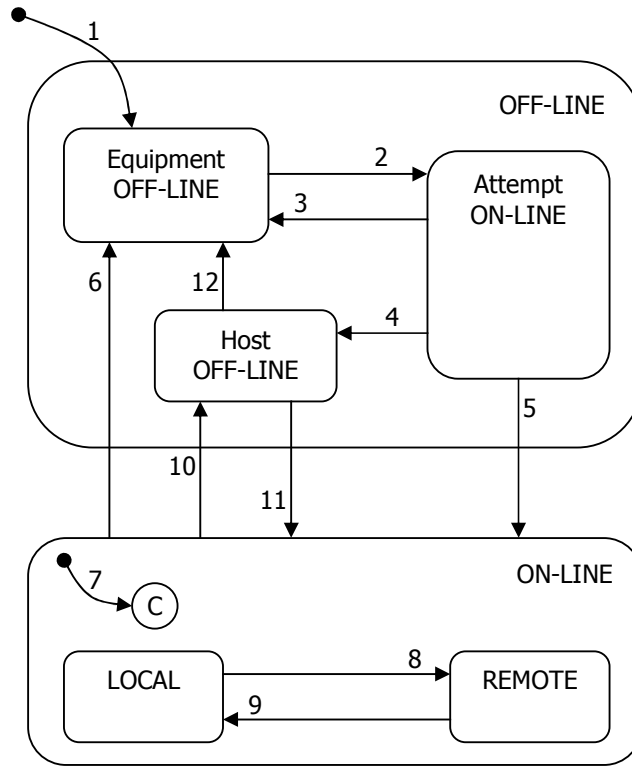 1
OFF-LINE
Equipment
OFF-LINE
2
Attempt
ON-LINE
3
6
12
4
Host
OFF-LINE
5
10
11
ON-LINE
7
C
LOCAL
8
REMOTE
9